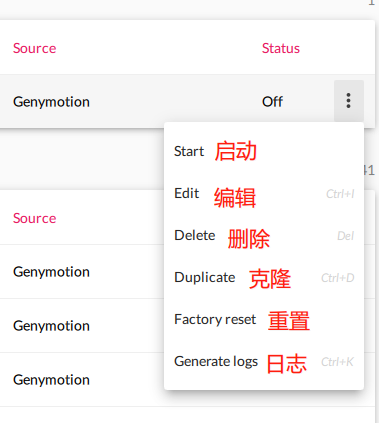 1
Source Status
Genymotion Off
Start 启动
41
Edit 编辑 Ctrl+I
Source
Delete 删除 Del
Genymotion
Duplicate 克隆 Ctrl+D
Genymotion
Factory reset 重置
Generate logs 日志 Ctrl+K
Genymotion